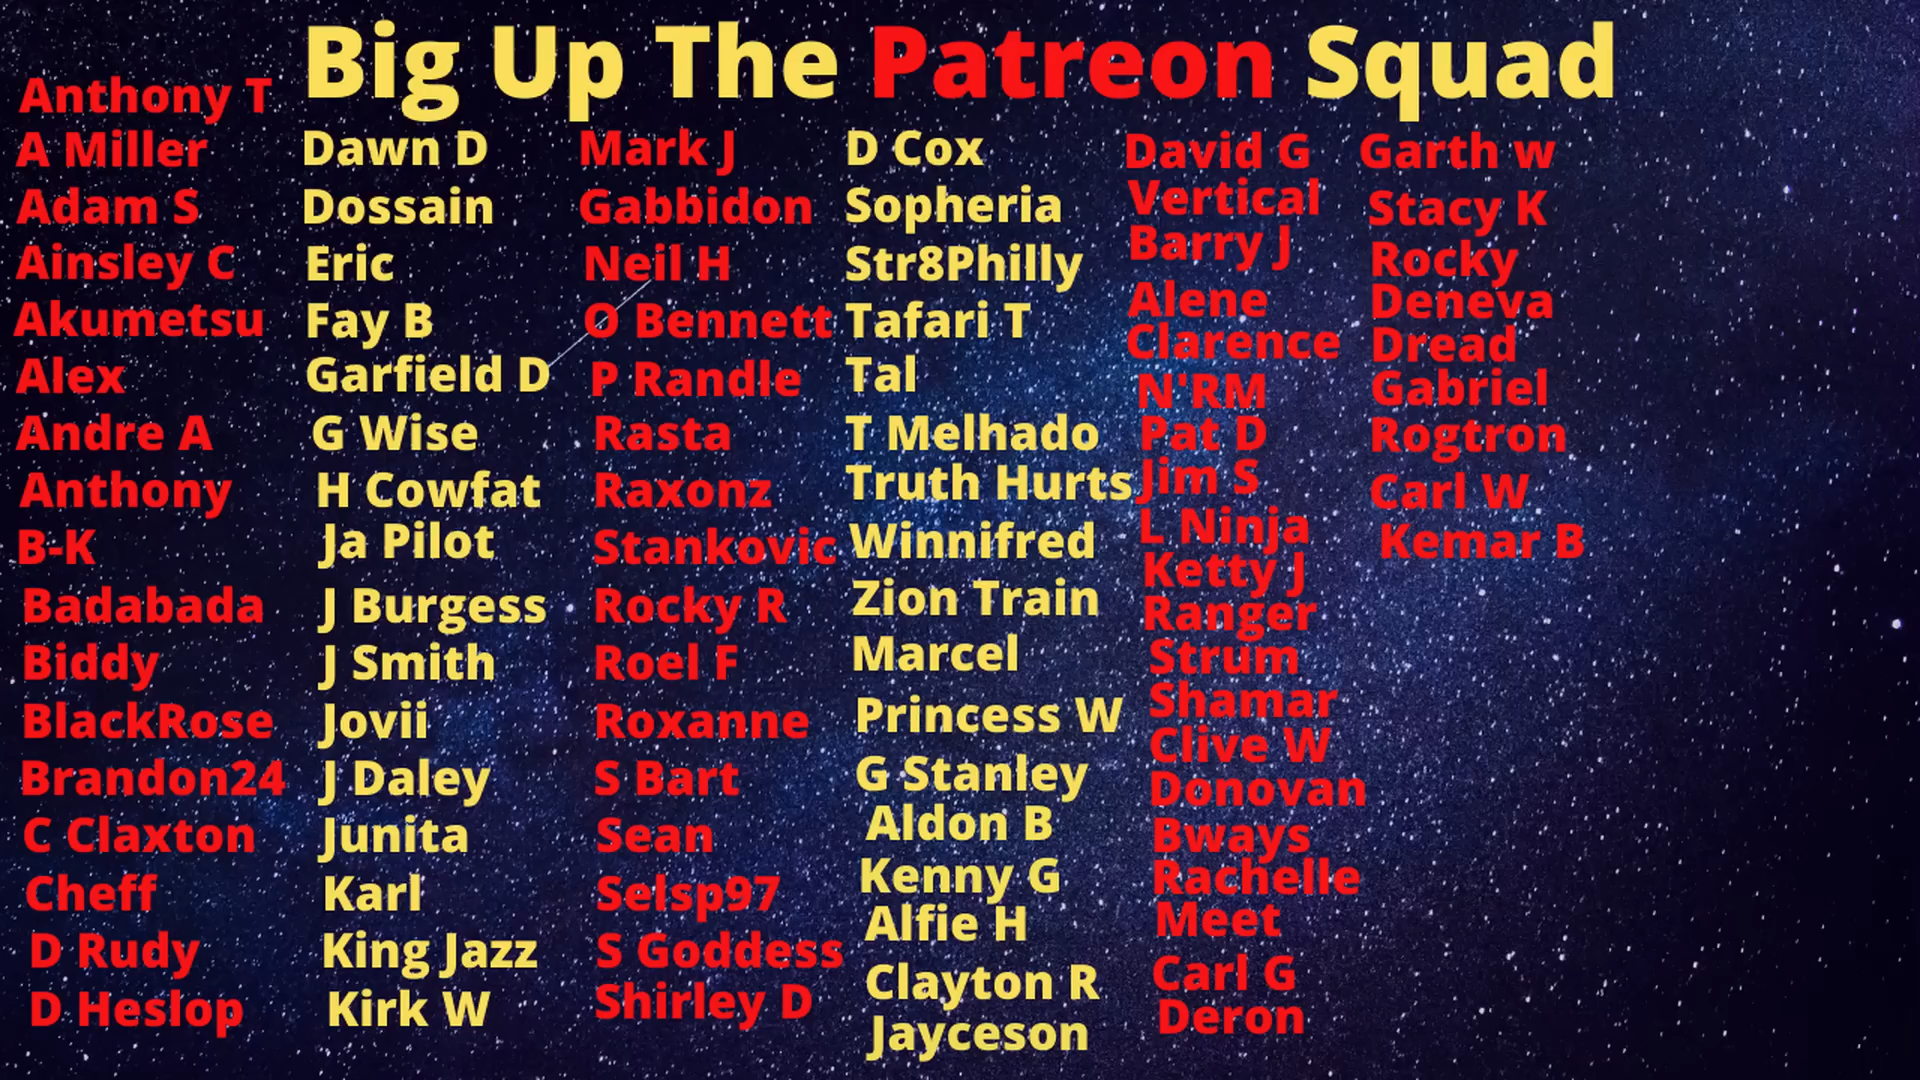 Big Up The Patreon Squad
Anthony T
A Miller
Adam S
Ainsley C
Akumetsu
Alex
Andre A
Anthony
B-K
Badabada
Biddy
BlackRose
Brandon24
C Claxton
Cheff
D Rudy
D Heslop
Dawn D
Dossain
Eric
Fay B
Garfield D
G Wise
H Cowfat
Ja Pilot
J Burgess
J Smith
Jovii
J Daley
Junita
Karl
King Jazz
Kirk W
Mark J
Gabbidon
Neil H
O Bennett
P Randle
Rasta
Raxonz
Stankovic
Rocky R
Roel F
Roxanne
S Bart
Sean
Selsp97
S Goddess
Shirley D
D Cox
Sopheria
Str8Philly
Tafari T
Tal
T Melhado
Truth Hurts
Winnifred
Zion Train
Marcel
Princess W
G Stanley
Aldon B
Kenny G
Alfie H
Clayton R
Jayceson
David G
Vertical
Barry J
Alene
Clarence
N'RM
Pat D
Jim S
L Ninja
Ketty J
Ranger
Strum
Shamar
Clive W
Donovan
Bways
Rachelle
Meet
Carl G
Deron
Garth w
Stacy K
Rocky
Deneva
Dread
Gabriel
Rogtron
Carl W
Kemar B